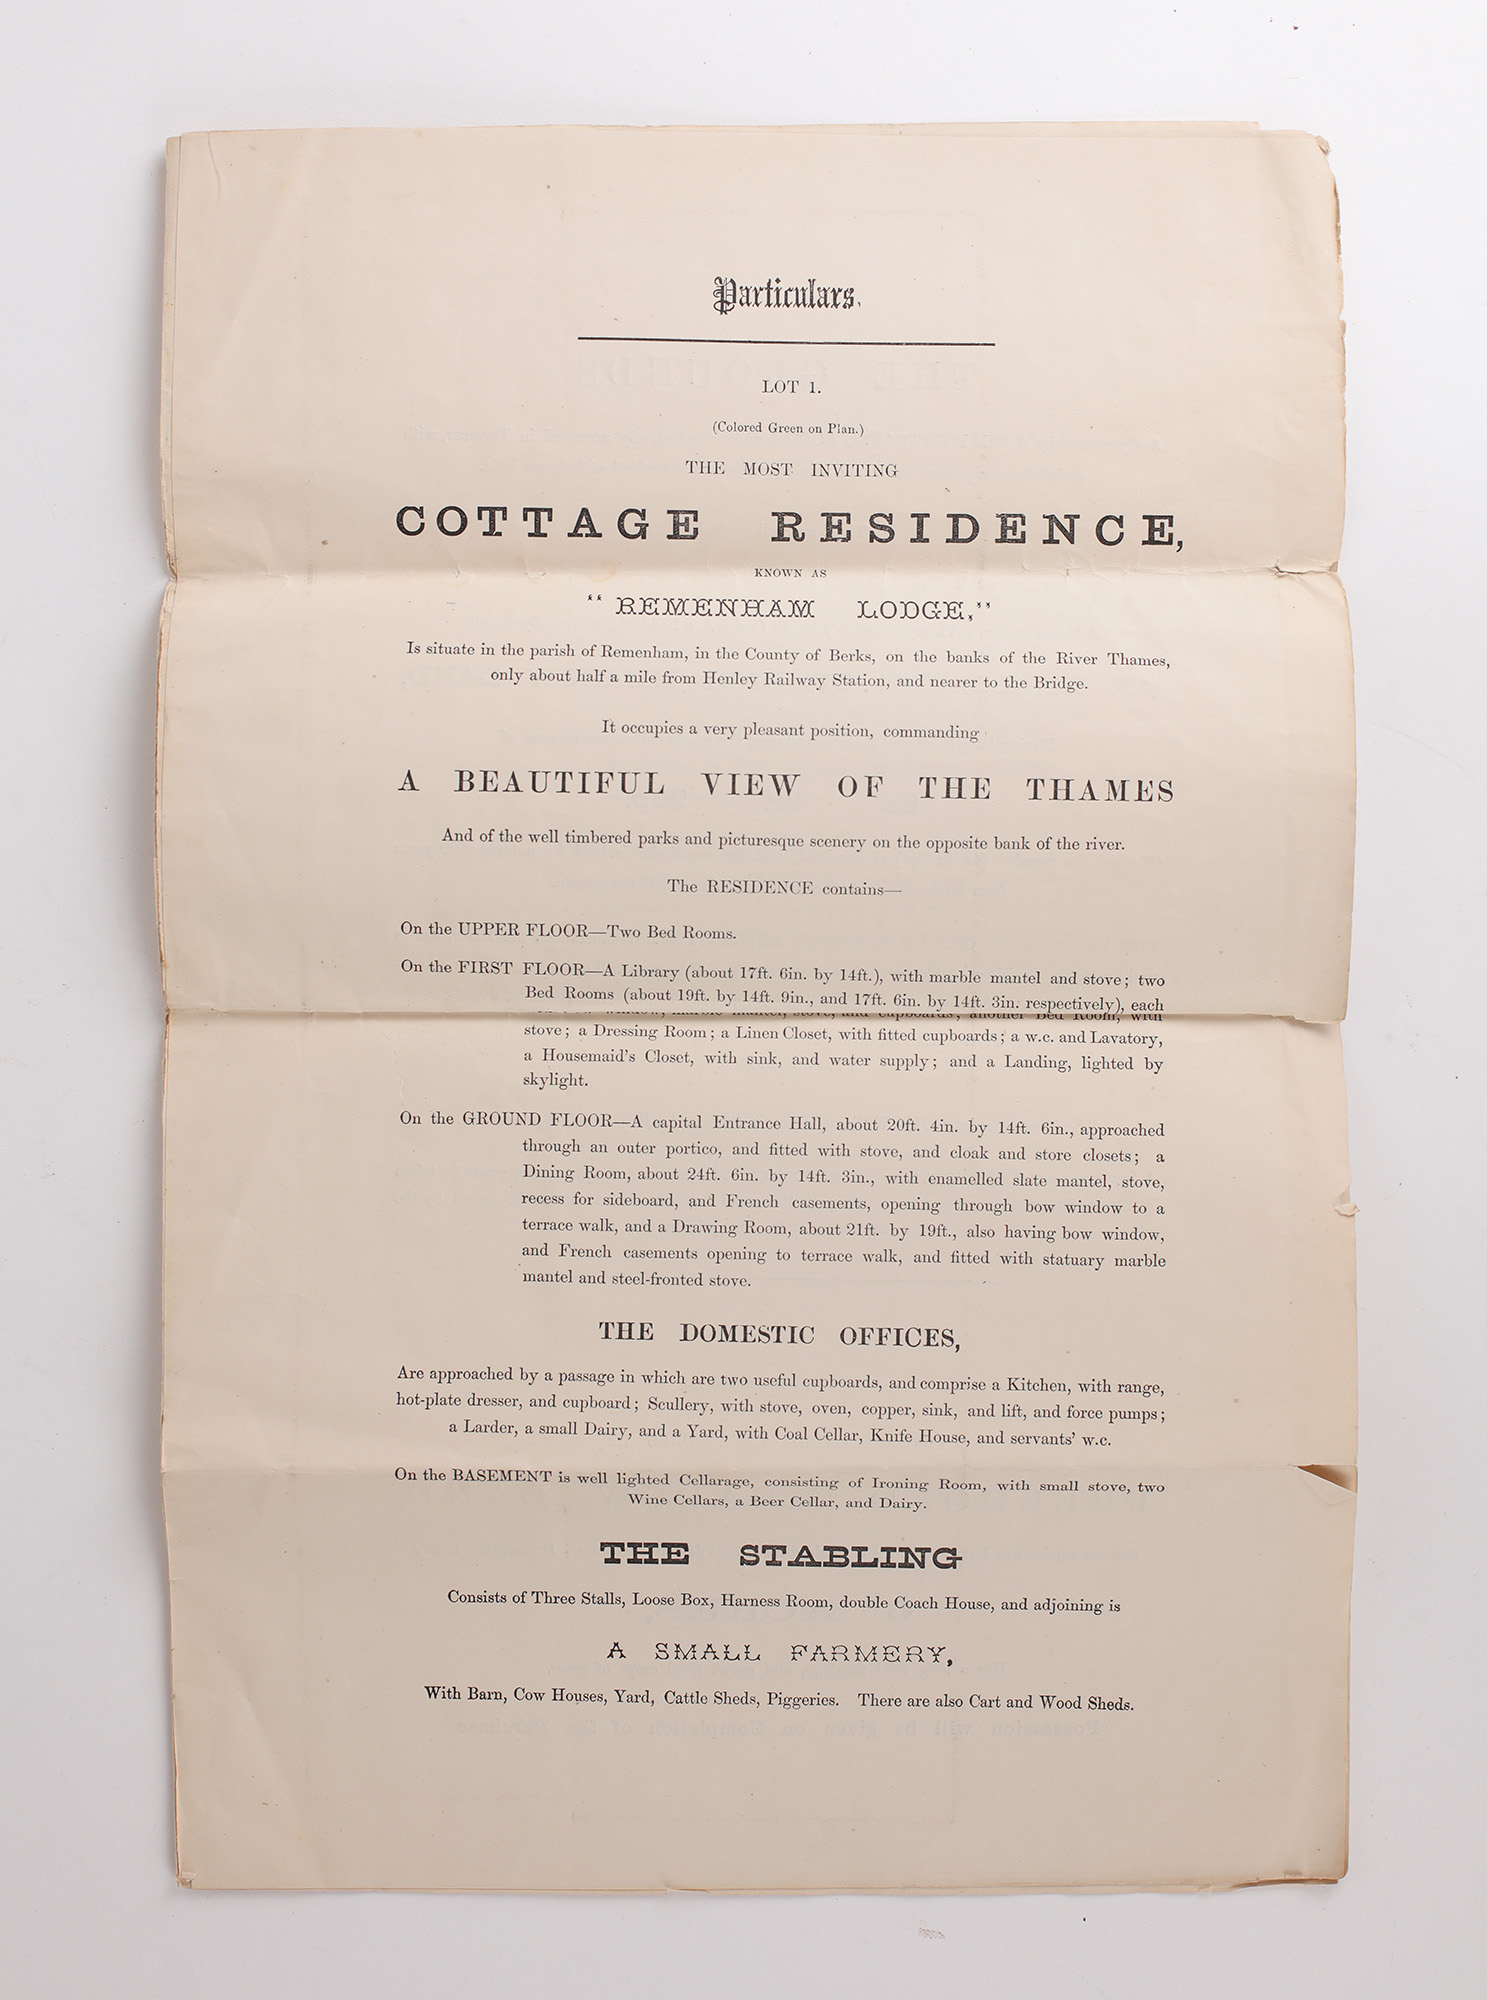 Particulars.
LOT 1.
(Colored Green on Plan.)
THE MOST INVITING
COTTAGE RESIDENCE,
KNOWN AS
"REMENHAM LODGE,"
Is situate in the parish of Remenham, in the County of Berks, on the banks of the River Thames,
only about half a mile from Henley Railway Station, and nearer to the Bridge.
It occupies a very pleasant position, commanding
A BEAUTIFUL VIEW OF THE THAMES
And of the well timbered parks and picturesque scenery on the opposite bank of the river.
The RESIDENCE contains—
On the UPPER FLOOR—Two Bed Rooms.
On the FIRST FLOOR—A Library (about 17ft. 6in. by 14ft.), with marble mantel and stove; two
Bed Rooms (about 19ft. by 14ft. 9in., and 17ft. 6in. by 14ft. 3in. respectively), each
window, marble mantel, stove, and cupboards; another Bed Room, with
stove; a Dressing Room; a Linen Closet, with fitted cupboards; a w.c. and Lavatory,
a Housemaid's Closet, with sink, and water supply; and a Landing, lighted by
skylight.
On the GROUND FLOOR—A capital Entrance Hall, about 20ft. 4in. by 14ft. 6in., approached
through an outer portico, and fitted with stove, and cloak and store closets; a
Dining Room, about 24ft. 6in. by 14ft. 3in., with enamelled slate mantel, stove,
recess for sideboard, and French casements, opening through bow window to a
terrace walk, and a Drawing Room, about 21ft. by 19ft., also having bow window,
and French casements opening to terrace walk, and fitted with statuary marble
mantel and steel-fronted stove.
THE DOMESTIC OFFICES,
Are approached by a passage in which are two useful cupboards, and comprise a Kitchen, with range,
hot-plate dresser, and cupboard; Scullery, with stove, oven, copper, sink, and lift, and force pumps;
a Larder, a small Dairy, and a Yard, with Coal Cellar, Knife House, and servants' w.c.
On the BASEMENT is well lighted Cellarage, consisting of Ironing Room, with small stove, two
Wine Cellars, a Beer Cellar, and Dairy.
THE STABLING
Consists of Three Stalls, Loose Box, Harness Room, double Coach House, and adjoining is
A SMALL FARMERY,
With Barn, Cow Houses, Yard, Cattle Sheds, Piggeries. There are also Cart and Wood Sheds.